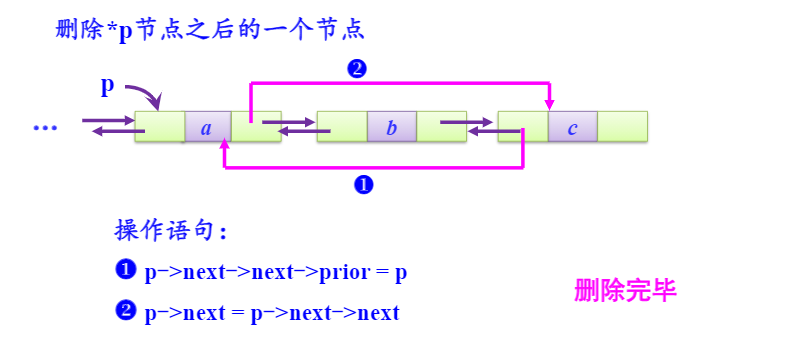 删除*p节点之后的一个节点
❷
p
… a b c
❶
操作语句：
❶ p->next->next->prior = p
❷ p->next = p->next->next
删除完毕